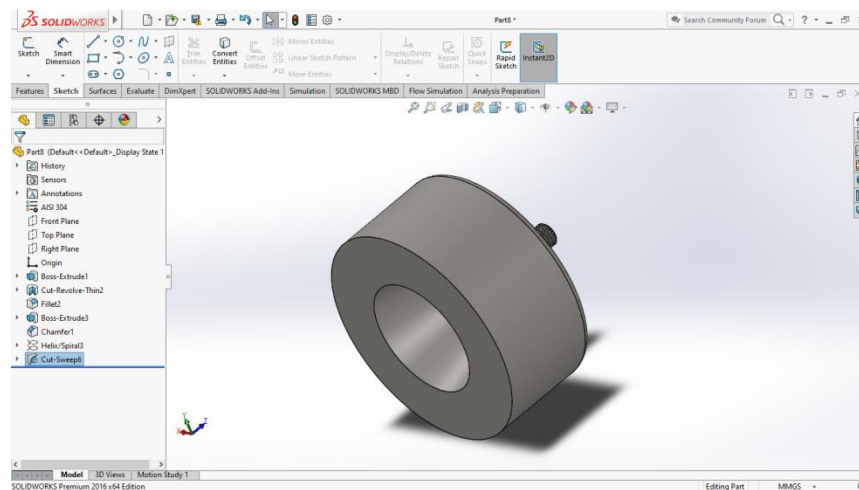 SOLIDWORKS
Part8 *
Search Community Forum
Sketch
Smart Dimension
Trim Entities
Convert Entities
Offset Entities
Mirror Entities
Linear Sketch Pattern
Move Entities
Display/Delete Relations
Repair Sketch
Quick Snaps
Rapid Sketch
Instant2D
Features Sketch Surfaces Evaluate DimXpert SOLIDWORKS Add-Ins Simulation SOLIDWORKS MBD Flow Simulation Analysis Preparation
Part8 (Default<<Default>_Display State 1
History
Sensors
Annotations
AISI 304
Front Plane
Top Plane
Right Plane
Origin
Boss-Extrude1
Cut-Revolve-Thin2
Fillet2
Boss-Extrude3
Chamfer1
Helix/Spiral3
Cut-Sweep6
Model 3D Views Motion Study 1
SOLIDWORKS Premium 2016 x64 Edition
Editing Part MMGS